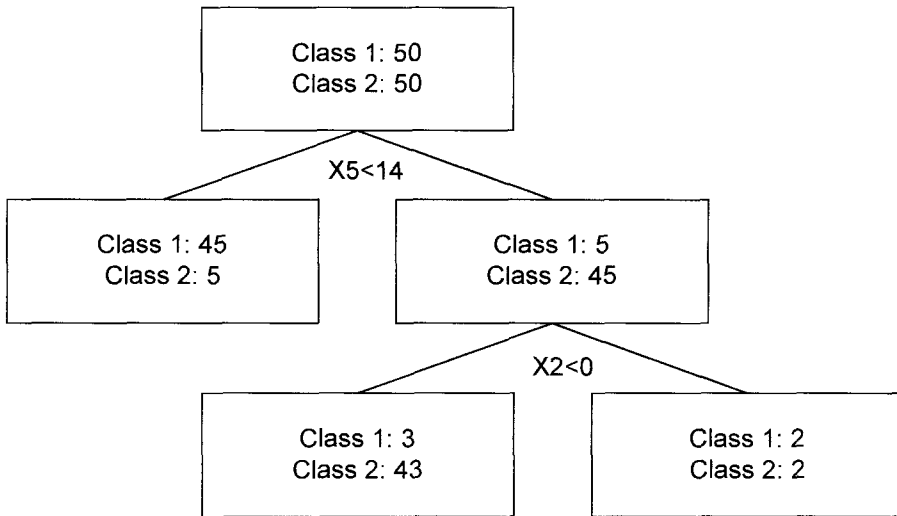 Class 1: 50
Class 2: 50
X5<14
Class 1: 45
Class 2: 5
Class 1: 5
Class 2: 45
X2<0
Class 1: 3
Class 2: 43
Class 1: 2
Class 2: 2